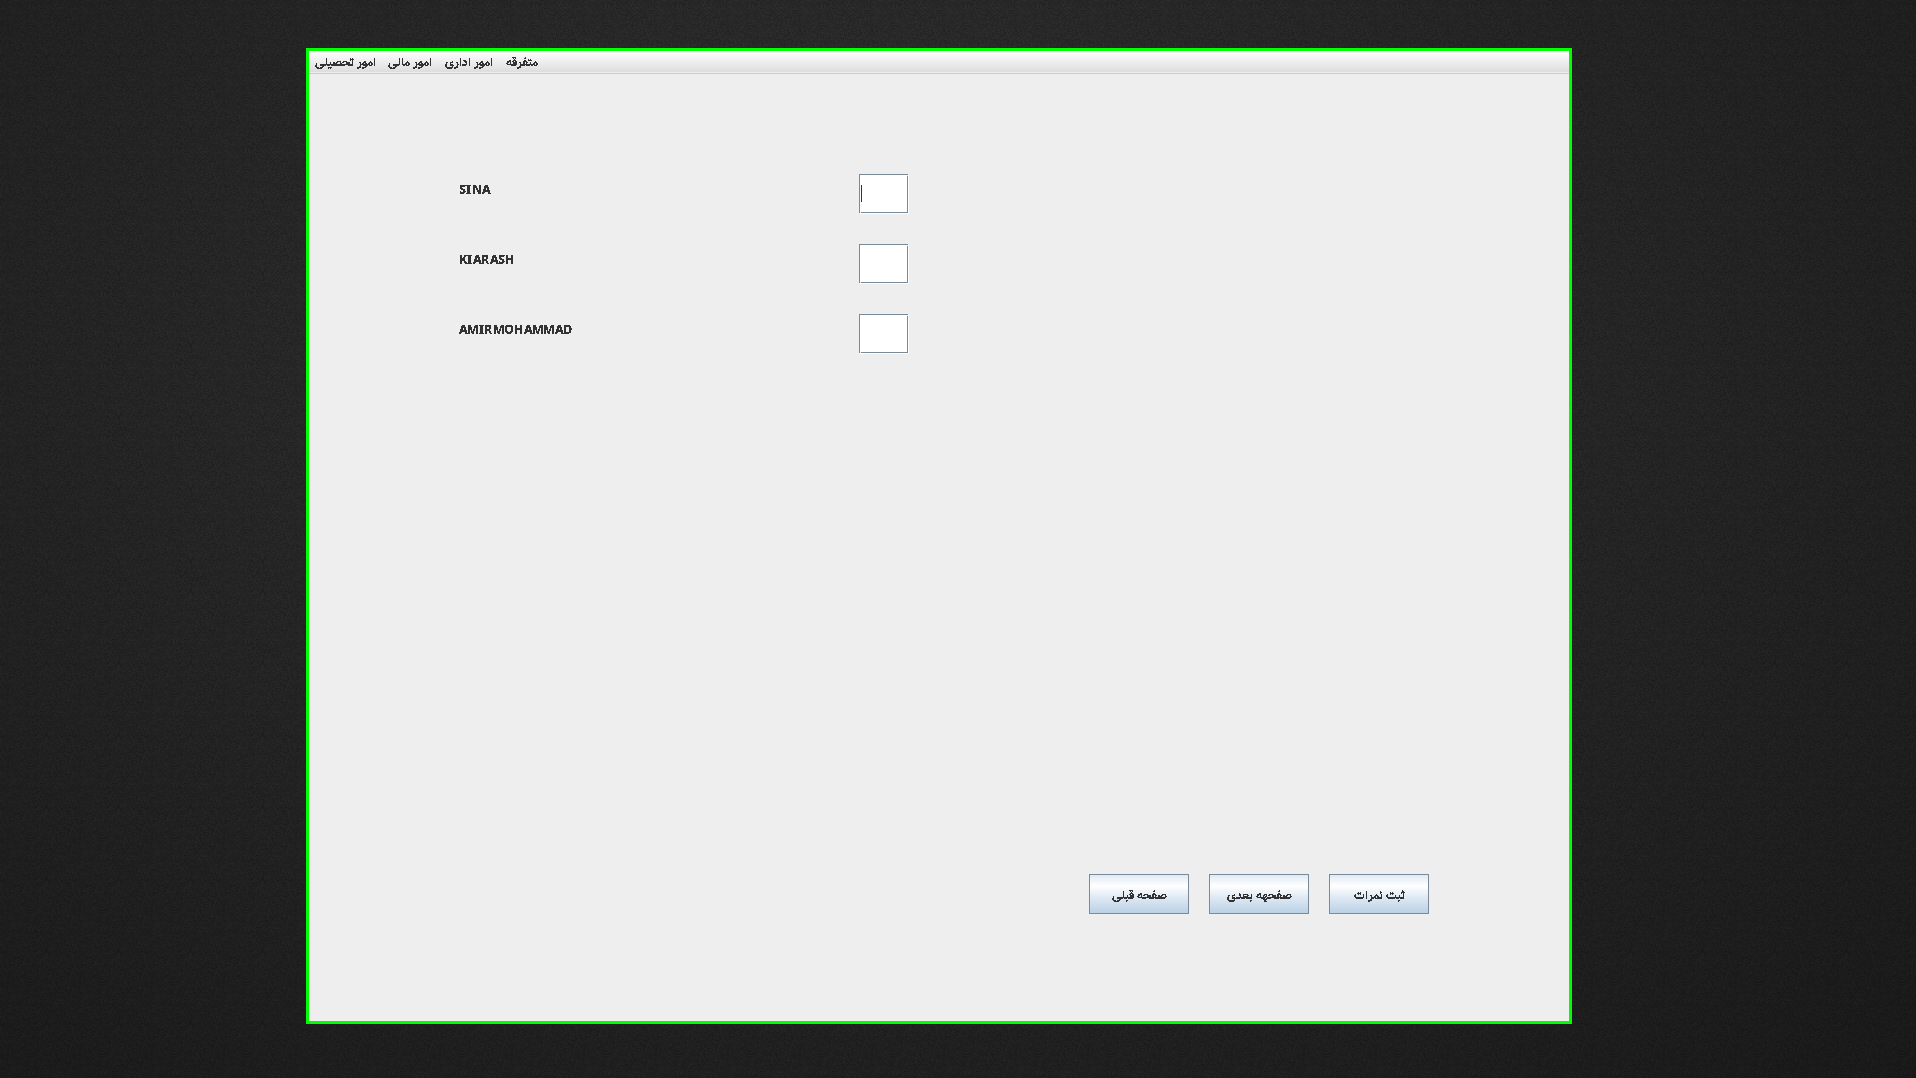 امور تحصیلی امور مالی امور اداری متفرقه
SINA
KIARASH
AMIRMOHAMMAD
صفحه قبلی صفحهه بعدی ثبت نمرات